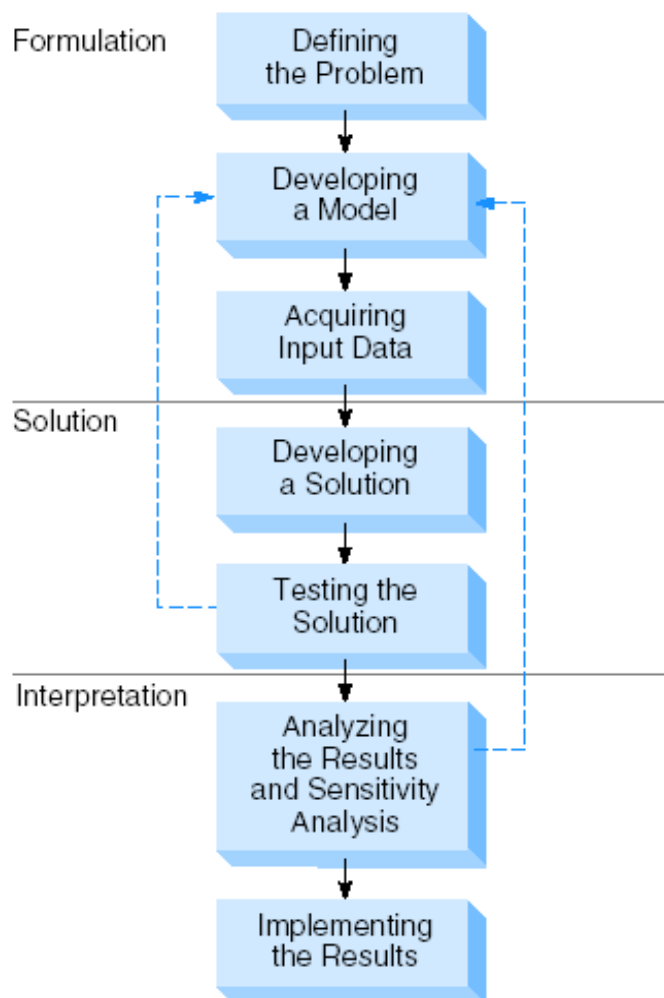 Formulation
Defining
the Problem
Developing
a Model
Acquiring
Input Data
Solution
Developing
a Solution
Testing the
Solution
Interpretation
Analyzing
the Results
and Sensitivity
Analysis
Implementing
the Results